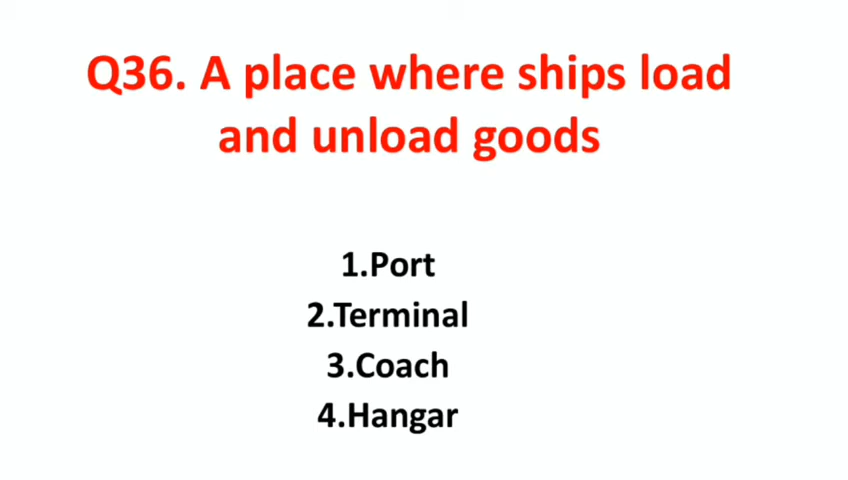 Q36. A place where ships load
and unload goods
1.Port
2.Terminal
3.Coach
4.Hangar